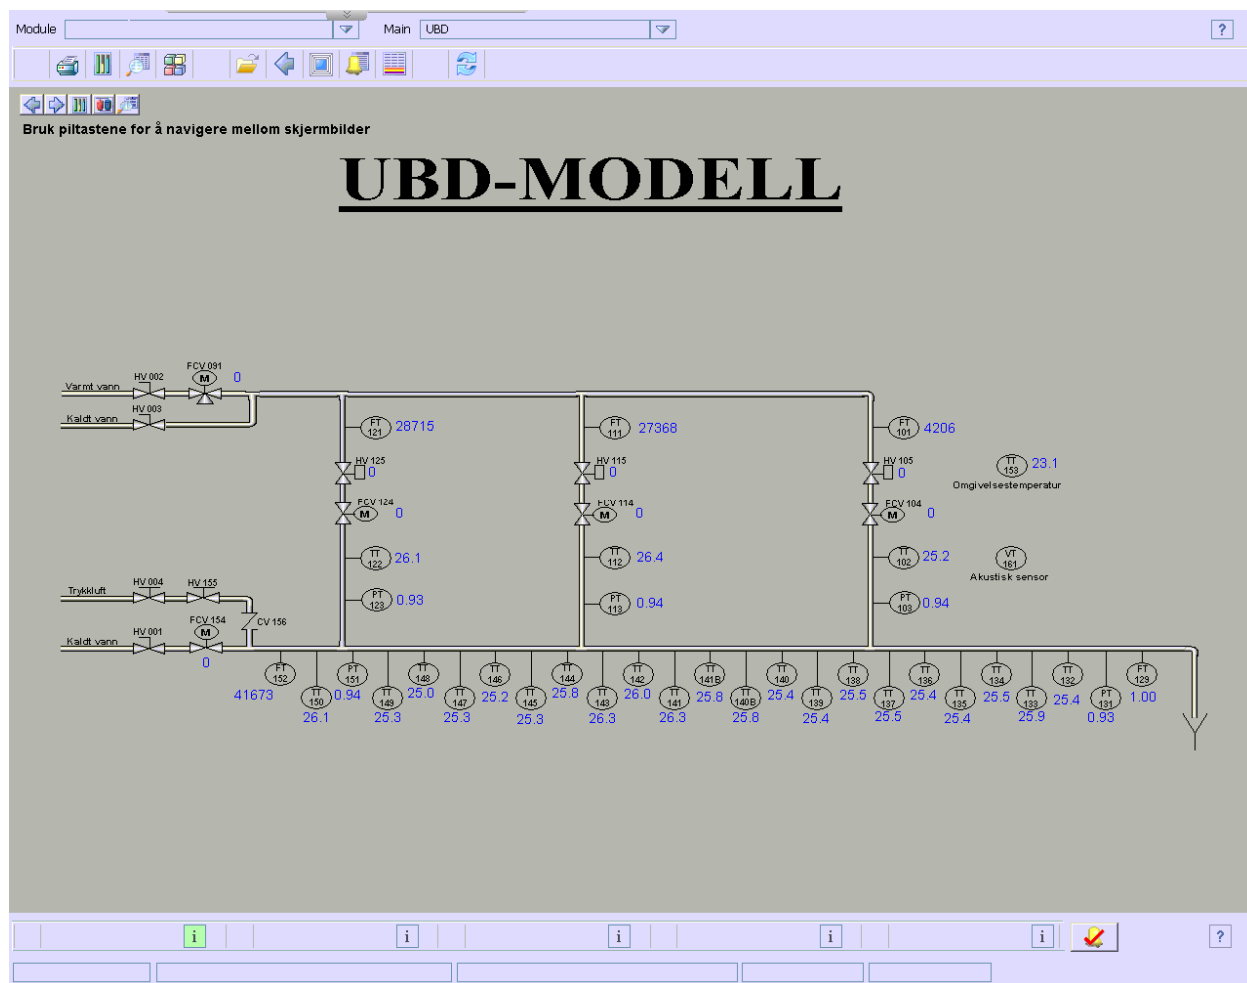 Module
Main UBD
?
Bruk piltastene for å navigere mellom skjermbilder
UBD-MODELL
FCV 091
HV 002
M 0
Varmt vann
HV 003
Kaldt vann
FT 121 28715
FT 111 27368
FT 101 4206
HV 125 0
HV 115 0
HV 105 0
TT 153 23.1
Omgivelsestemperatur
FCV 124
M 0
FCV 114
M 0
FCV 104
M 0
TT 122 26.1
TT 112 26.4
TT 102 25.2
VT 161
Akustisk sensor
HV 004
HV 155
Trykkluft
PT 123 0.93
PT 113 0.94
PT 103 0.94
FCV 154
CV 156
HV 001
M
Kaldt vann
0
FT 152 41673
TT 150 26.1
PT 151 0.94
TT 149 25.3
TT 148 25.0
TT 147 25.3
TT 146 25.2
TT 145 25.3
TT 144 25.8
TT 143 26.3
TT 142 26.0
TT 141 26.3
TT 141B 25.8
TT 140B 25.8
TT 140 25.4
TT 139 25.4
TT 138 25.5
TT 137 25.5
TT 136 25.4
TT 135 25.4
TT 134 25.5
TT 133 25.9
TT 132 25.4
PT 131 0.93
FT 129 1.00
i i i i i ?